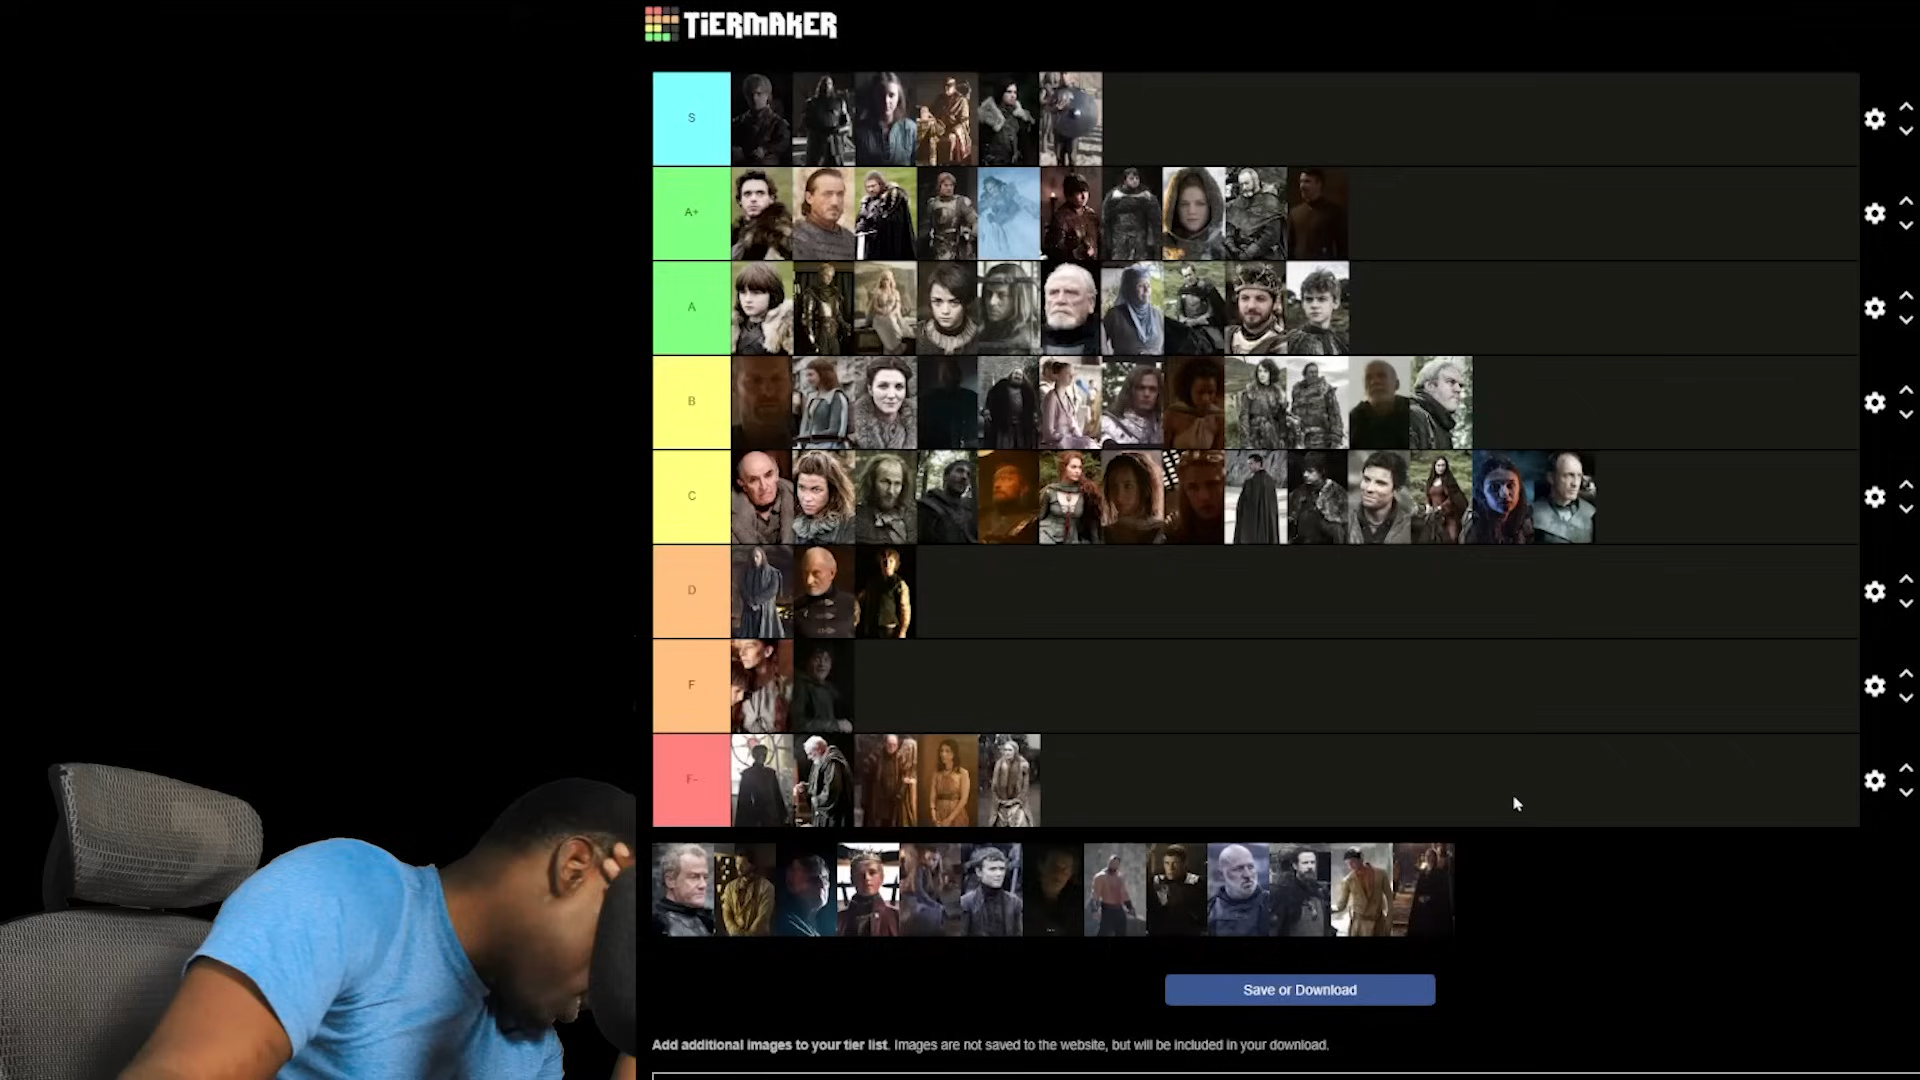 TiERMAKER
S
A+
A
B
C
D
F
F-
Save or Download
Add additional images to your tier list. Images are not saved to the website, but will be included in your download.